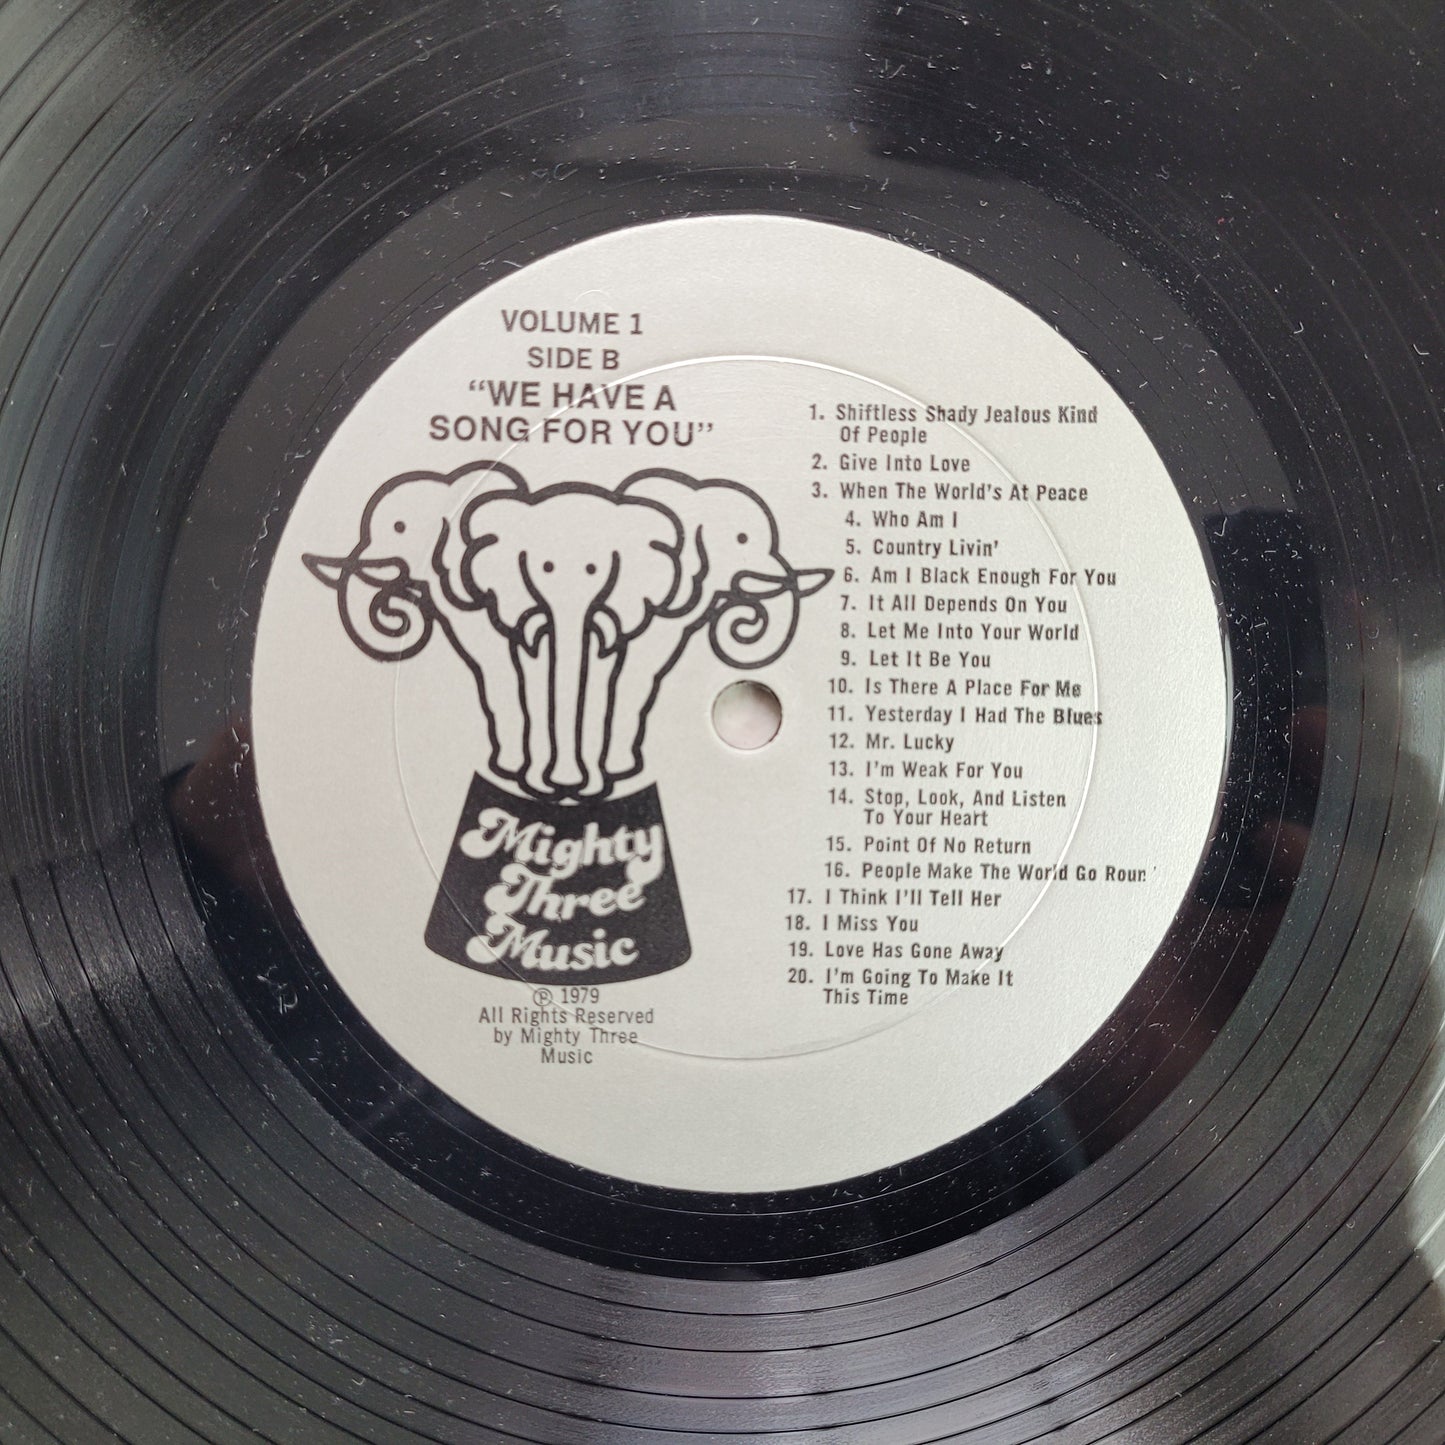 VOLUME 1
SIDE B
“WE HAVE A
SONG FOR YOU”
Mighty
Three
Music
℗ 1979
All Rights Reserved
by Mighty Three
Music
1. Shiftless Shady Jealous Kind
Of People
2. Give Into Love
3. When The World's At Peace
4. Who Am I
5. Country Livin'
6. Am I Black Enough For You
7. It All Depends On You
8. Let Me Into Your World
9. Let It Be You
10. Is There A Place For Me
11. Yesterday I Had The Blues
12. Mr. Lucky
13. I'm Weak For You
14. Stop, Look, And Listen
To Your Heart
15. Point Of No Return
16. People Make The World Go Roun
17. I Think I'll Tell Her
18. I Miss You
19. Love Has Gone Away
20. I'm Going To Make It
This Time